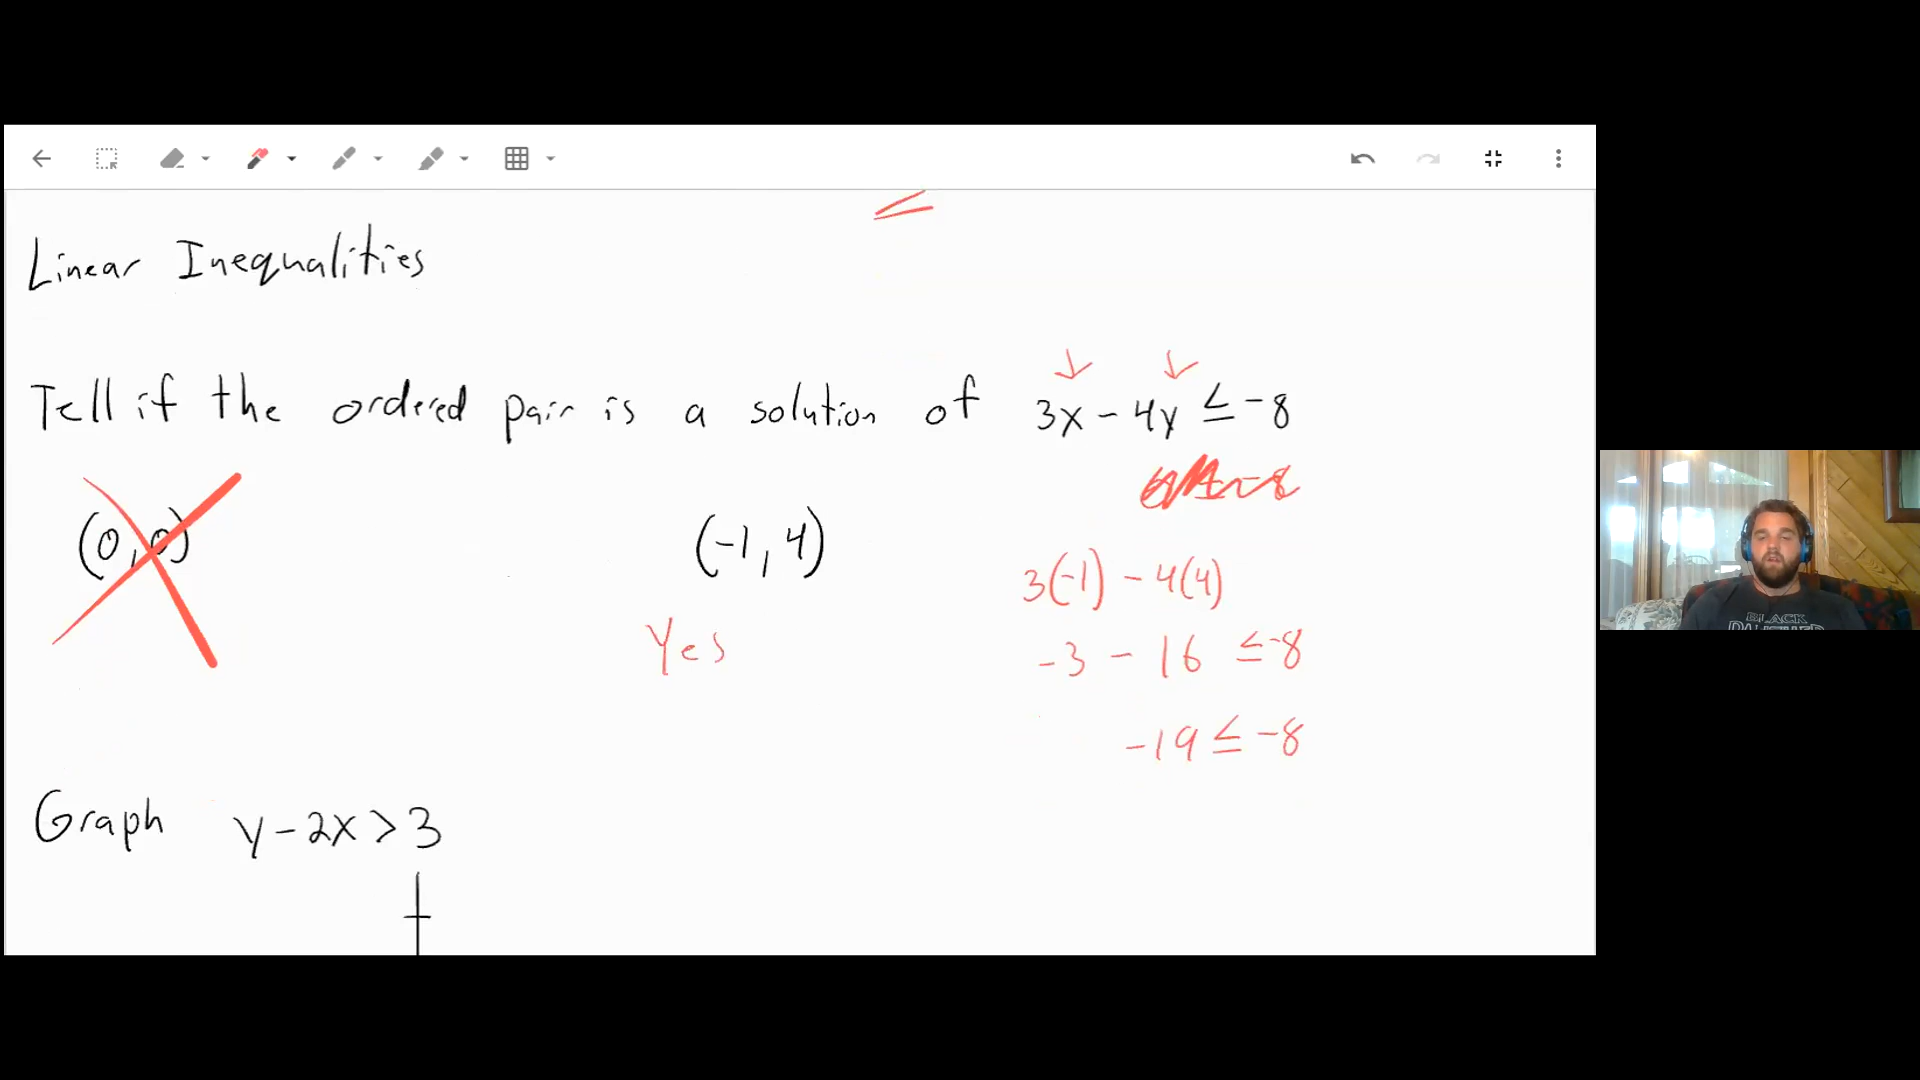 Linear Inequalities
Tell if the ordered pair is a solution of 3x - 4y ≤ -8
(0, 0)
(-1, 4)
3(-1) - 4(4)
Yes
-3 - 16 ≤ -8
-19 ≤ -8
Graph y - 2x > 3
BLACK